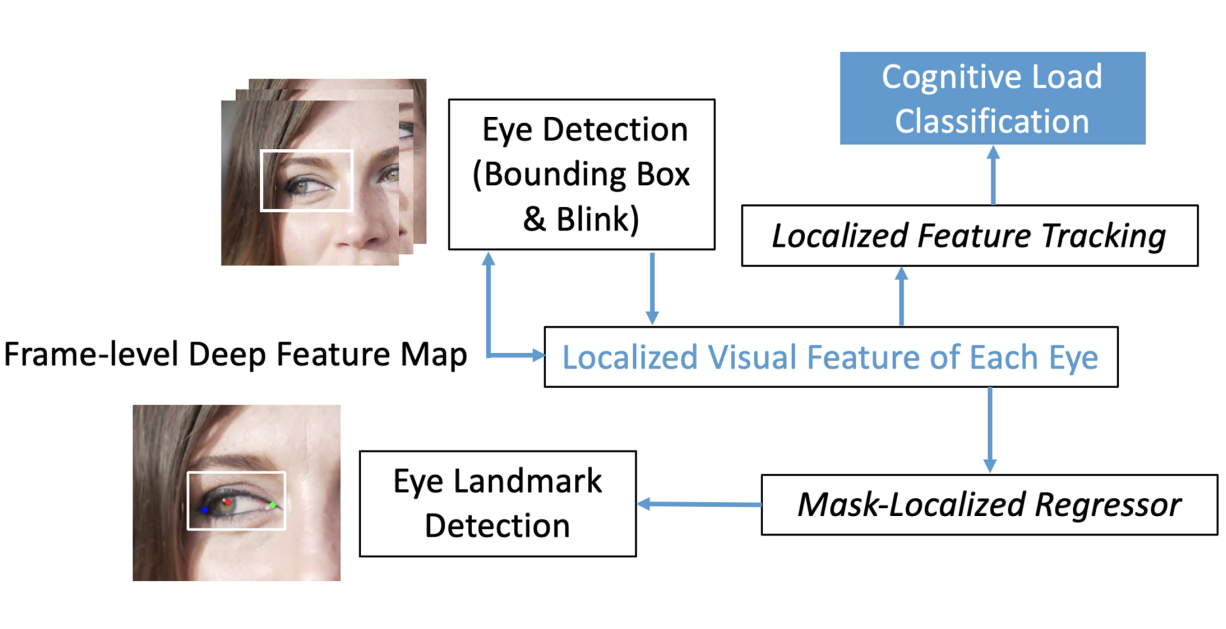 Cognitive Load
Classification
Eye Detection
(Bounding Box
& Blink)
Localized Feature Tracking
Frame-level Deep Feature Map
Localized Visual Feature of Each Eye
Eye Landmark
Detection
Mask-Localized Regressor